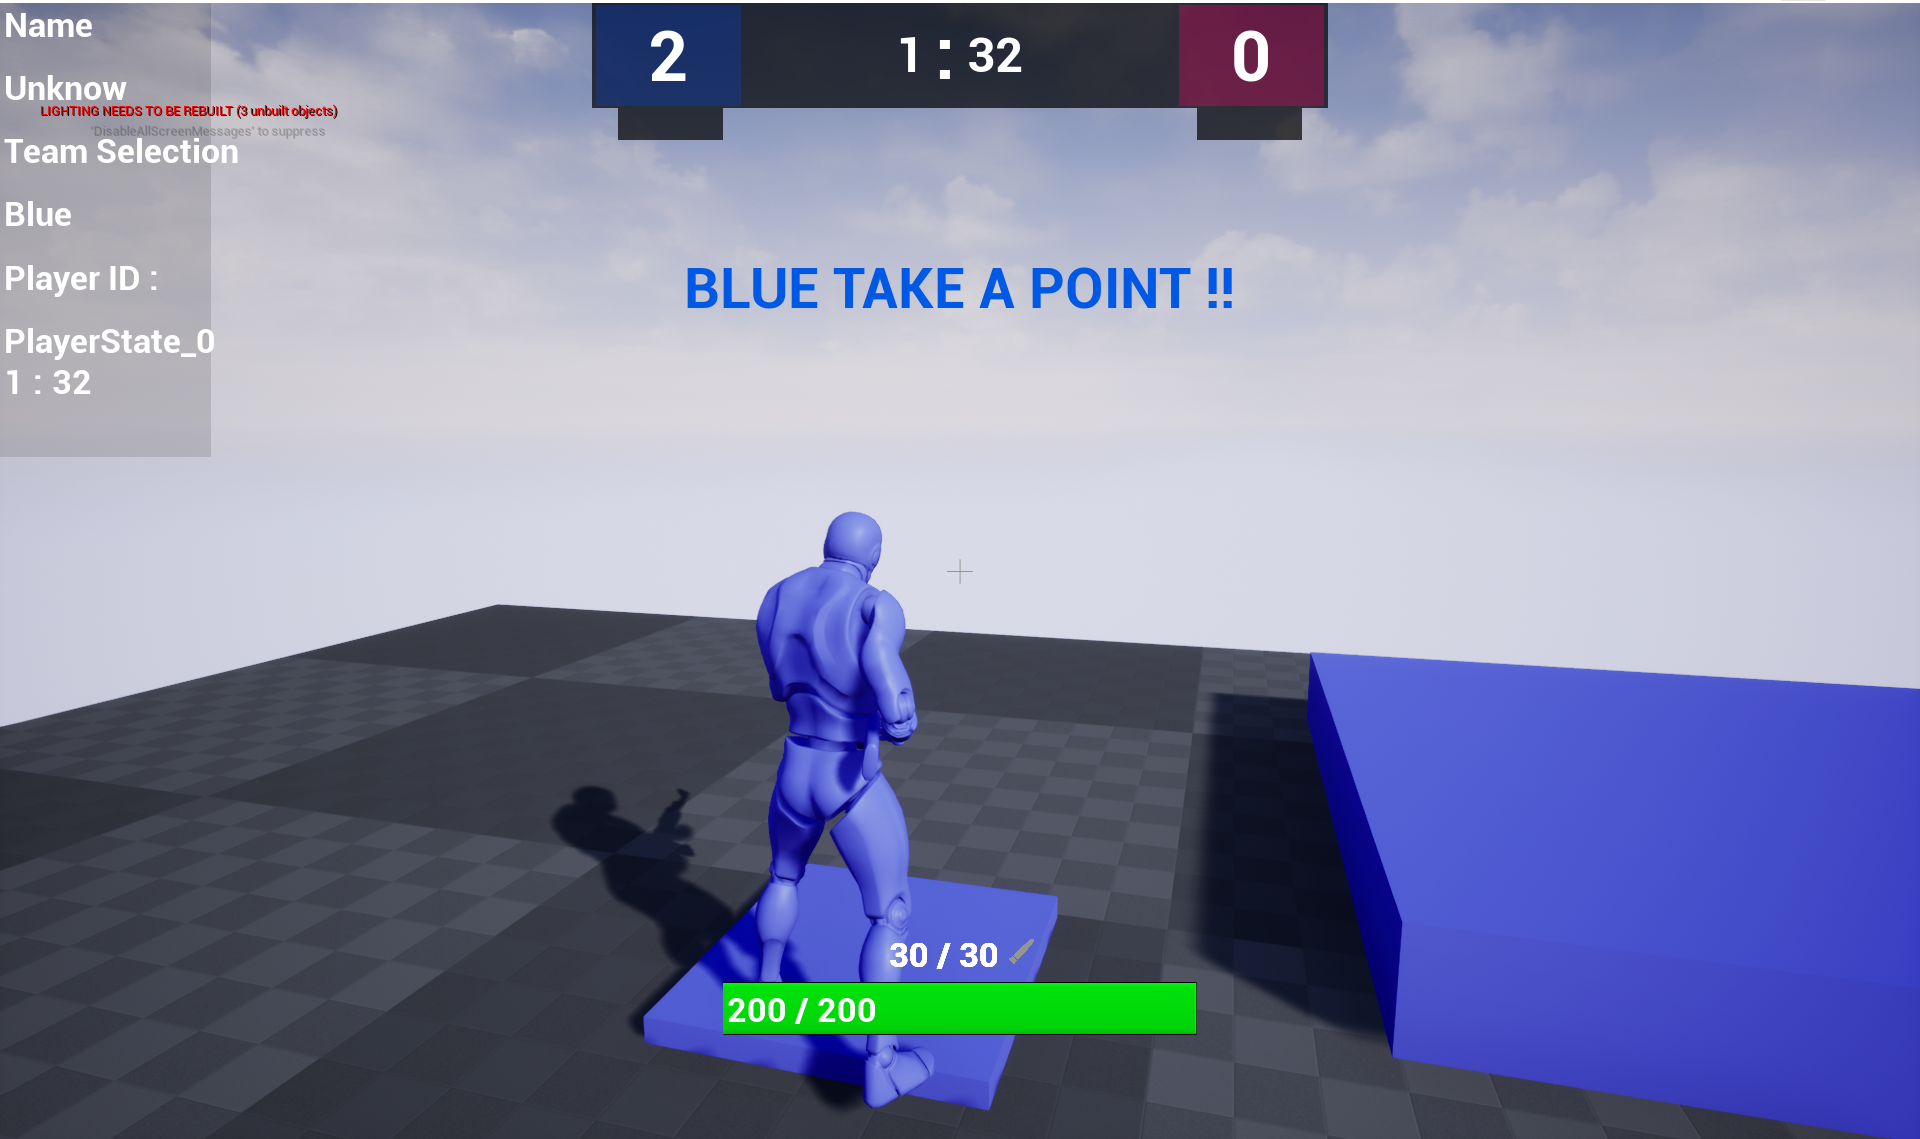 Name
Unknow
LIGHTING NEEDS TO BE REBUILT (3 unbuilt objects)
'DisableAllScreenMessages' to suppress
Team Selection
Blue
Player ID :
PlayerState_0
1 : 32
2
1 : 32
0
BLUE TAKE A POINT !!
30 / 30
200 / 200